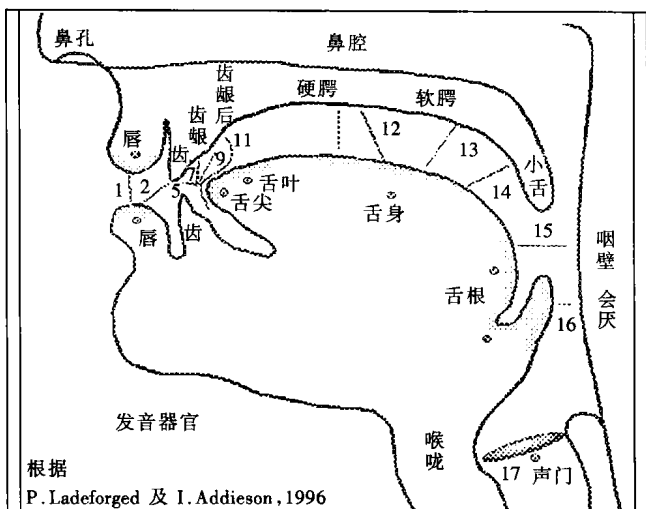 鼻孔
鼻腔
齿龈后
硬腭
软腭
齿龈
11
12
唇
齿
9
13
小舌
1
2
5
7
舌叶
14
舌尖
舌身
唇
齿
15
咽壁
舌根
会厌
16
发音器官
喉咙
17
声门
根据
P.Ladeforged 及 I.Addieson,1996